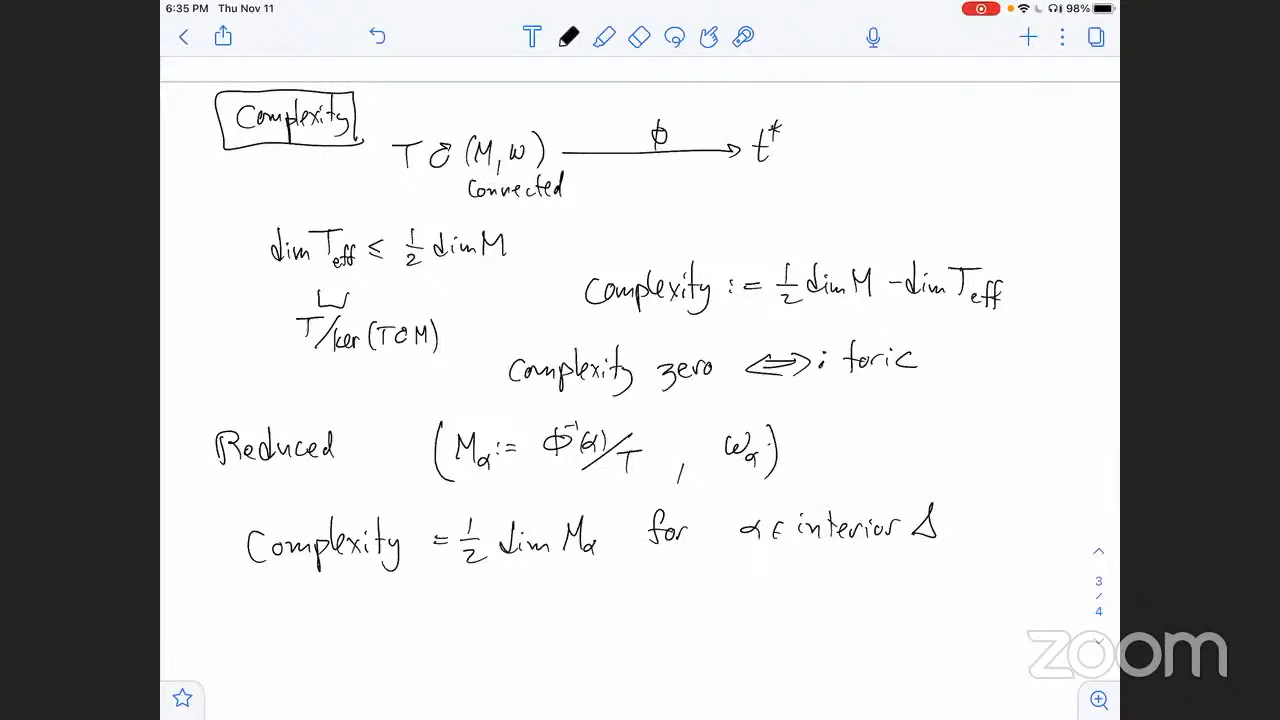 6:35 PM Thu Nov 11
98%
T
Complexity
T ↻ (M, ω) ⟶ t*
ϕ
connected
dim T_eff ≤ 1/2 dim M
T/ker(T↻M)
Complexity := 1/2 dim M - dim T_eff
complexity zero ⟺: toric
Reduced (M_α := Φ⁻¹(α)/T , ω_α)
Complexity = 1/2 dim M_α for α ∈ interior Δ
3
/
4
zoom